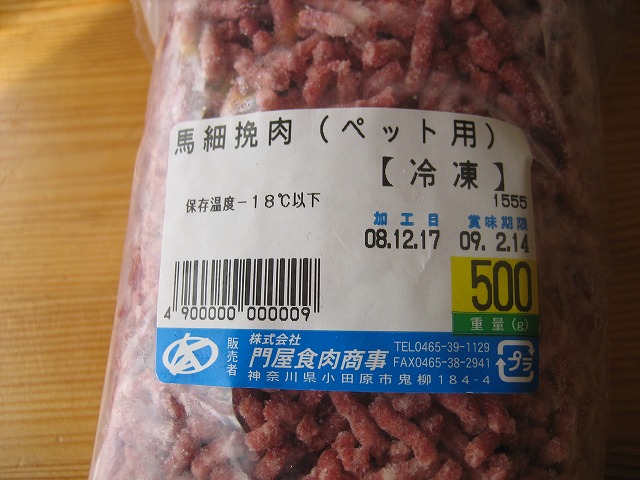 馬細挽肉(ペット用)
【冷凍】
1555
保存温度-18℃以下
加工日 賞味期限
08.12.17 09.2.14
500
重量(g)
4 900000 000009
販売者
株式会社
門屋食肉商事
TEL0465-39-1129
FAX0465-38-2941
神奈川県小田原市鬼柳184-4
プラ